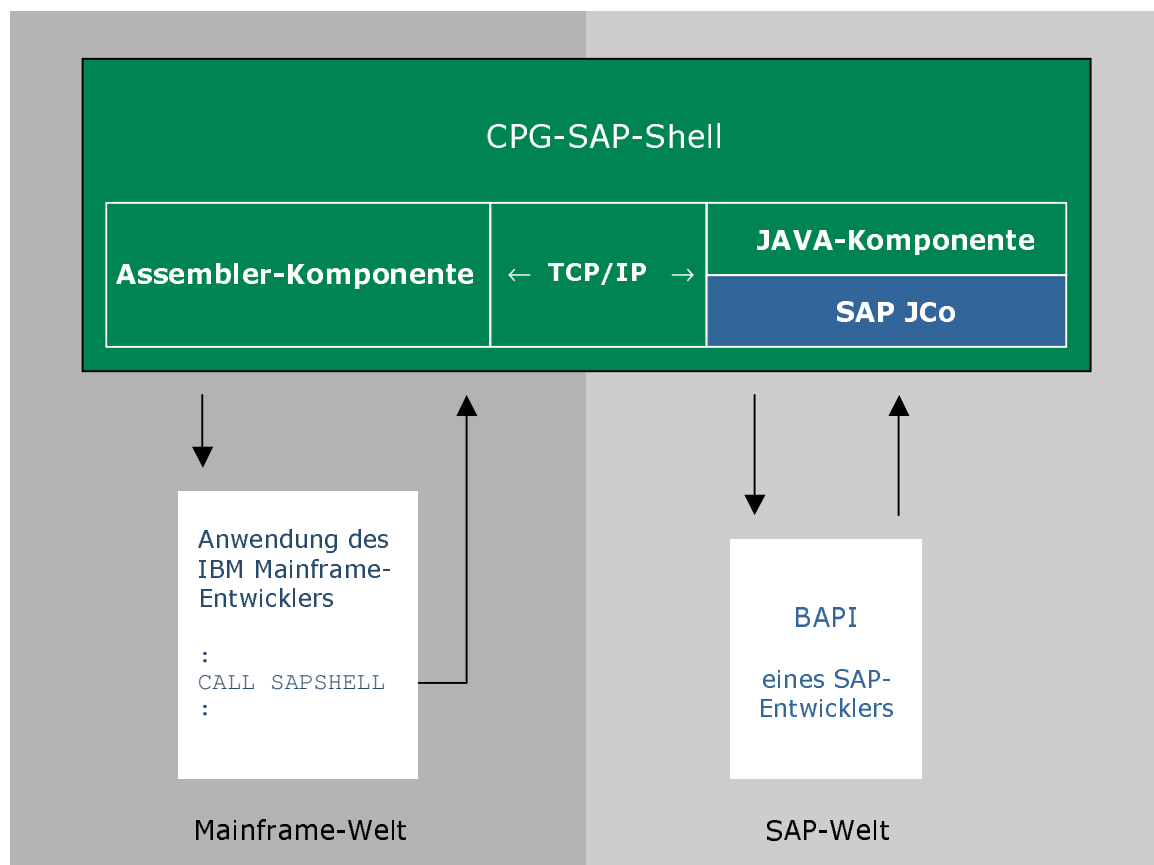 CPG-SAP-Shell
Assembler-Komponente
← TCP/IP →
JAVA-Komponente
SAP JCo
Anwendung des
IBM Mainframe-
Entwicklers
:
CALL SAPSHELL
:
BAPI
eines SAP-
Entwicklers
Mainframe-Welt
SAP-Welt